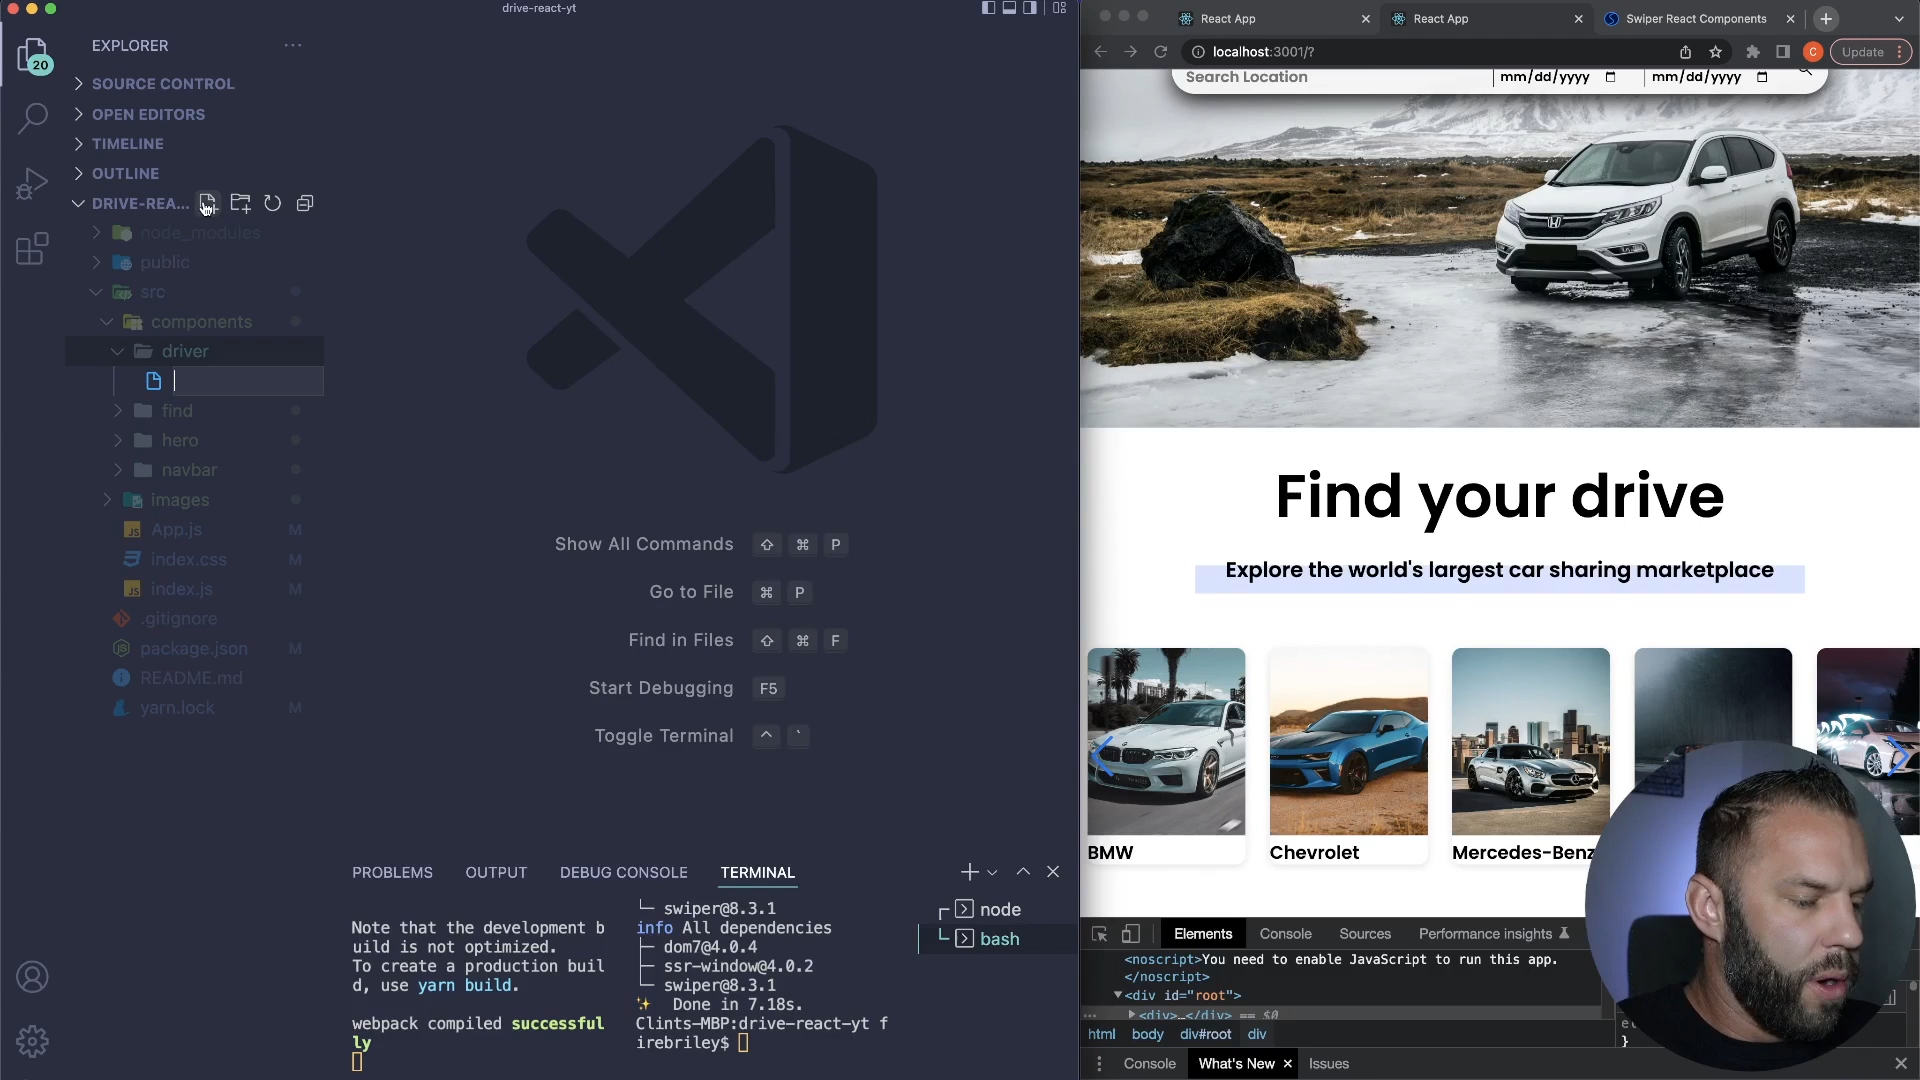 drive-react-yt
EXPLORER
20
SOURCE CONTROL
OPEN EDITORS
TIMELINE
OUTLINE
DRIVE-REA...
node_modules
public
src
components
driver
find
hero
navbar
images
App.js M
index.css M
index.js M
.gitignore
package.json M
README.md
yarn.lock M
Show All Commands ⇧ ⌘ P
Go to File ⌘ P
Find in Files ⇧ ⌘ F
Start Debugging F5
Toggle Terminal ^ `
PROBLEMS OUTPUT DEBUG CONSOLE TERMINAL
Note that the development b
uild is not optimized.
To create a production buil
d, use yarn build.
webpack compiled successful
ly
└─ swiper@8.3.1
info All dependencies
├─ dom7@4.0.4
├─ ssr-window@4.0.2
└─ swiper@8.3.1
✨ Done in 7.18s.
Clints-MBP:drive-react-yt f
irebriley$
node
bash
React App React App Swiper React Components
localhost:3001/? C Update
Search Location mm/dd/yyyy mm/dd/yyyy
Find your drive
Explore the world's largest car sharing marketplace
BMW Chevrolet Mercedes-Benz
Elements Console Sources Performance insights
<noscript>You need to enable JavaScript to run this app.
</noscript>
▼<div id="root">
▶<div>…</div> == $0
html body div#root div
}
Console What's New Issues